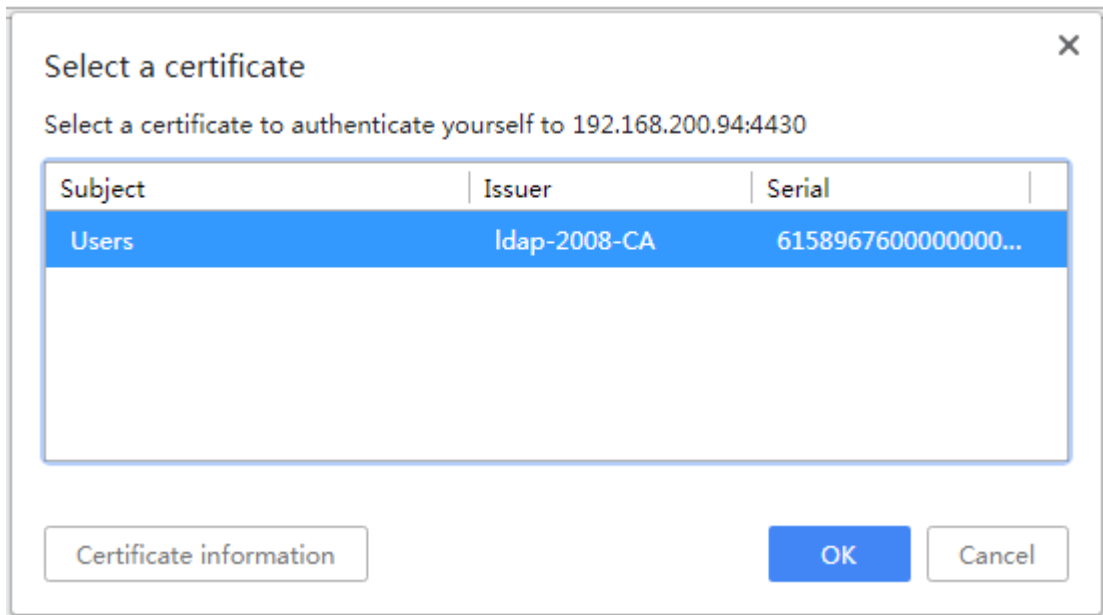 Select a certificate
Select a certificate to authenticate yourself to 192.168.200.94:4430
Subject Issuer Serial
Users ldap-2008-CA 6158967600000000...
Certificate information OK Cancel